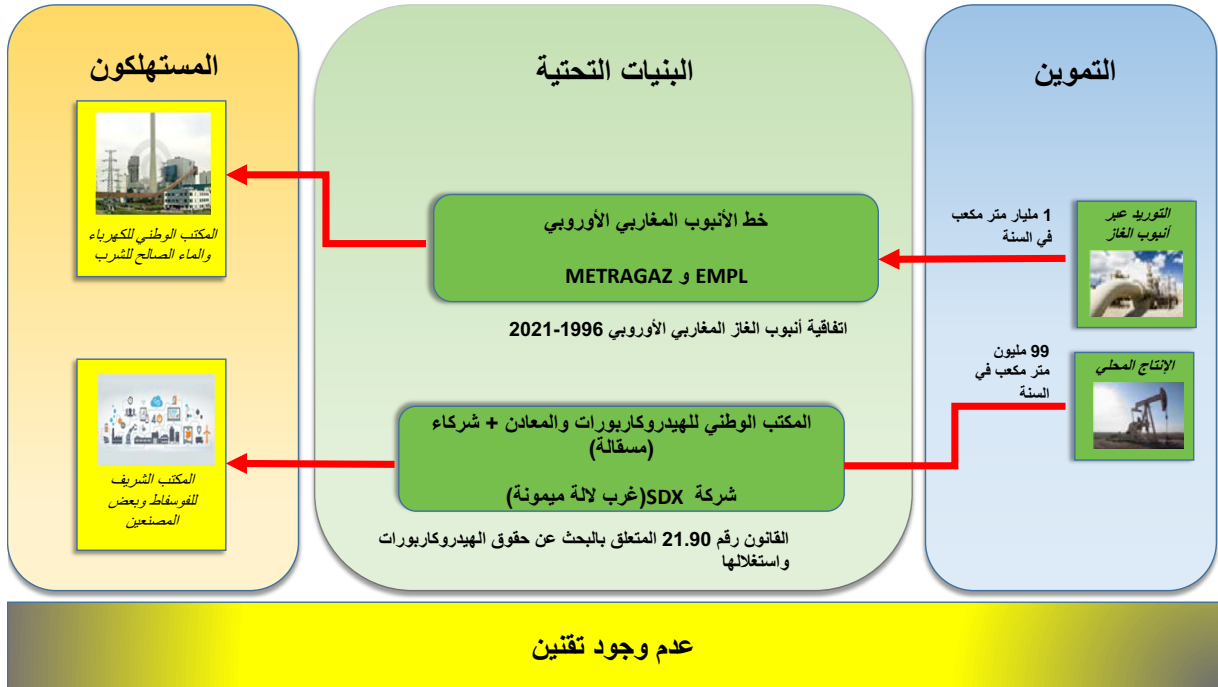 التموين
البنيات التحتية
المستهلكون
التوريد عبر
أنبوب الغاز
1 مليار متر مكعب
في السنة
خط الأنبوب المغاربي الأوروبي
EMPL و METRAGAZ
اتفاقية أنبوب الغاز المغاربي الأوروبي 1996-2021
المكتب الوطني للكهرباء
والماء الصالح للشرب
الإنتاج المحلي
99 مليون
متر مكعب في
السنة
المكتب الوطني للهيدروكاربورات والمعادن + شركاء
(مسقالة)
شركة SDX(غرب لالة ميمونة)
القانون رقم 21.90 المتعلق بالبحث عن حقوق الهيدروكاربورات
واستغلالها
المكتب الشريف
للفوسفاط وبعض
المصنعين
عدم وجود تقنين